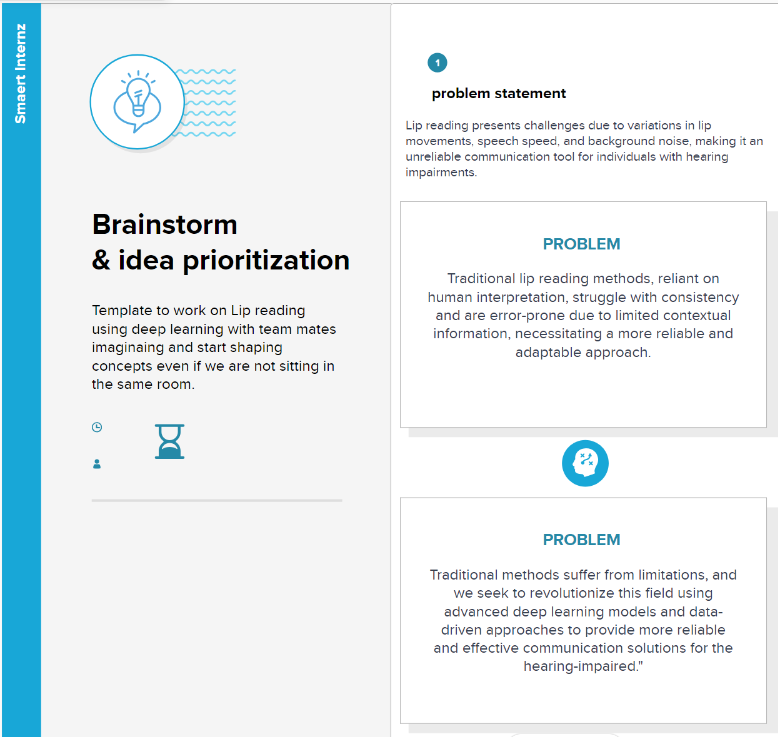 Smaert Internz
Brainstorm
& idea prioritization
Template to work on Lip reading
using deep learning with team mates
imaginaing and start shaping
concepts even if we are not sitting in
the same room.
1
problem statement
Lip reading presents challenges due to variations in lip
movements, speech speed, and background noise, making it an
unreliable communication tool for individuals with hearing
impairments.
PROBLEM
Traditional lip reading methods, reliant on
human interpretation, struggle with consistency
and are error-prone due to limited contextual
information, necessitating a more reliable and
adaptable approach.
PROBLEM
Traditional methods suffer from limitations, and
we seek to revolutionize this field using
advanced deep learning models and data-
driven approaches to provide more reliable
and effective communication solutions for the
hearing-impaired."